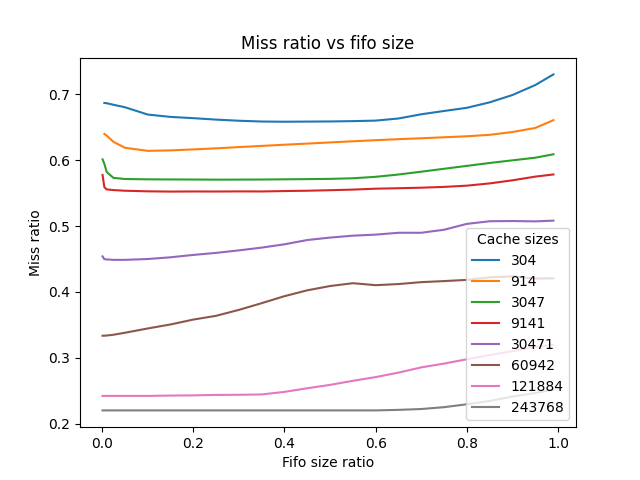 Miss ratio vs fifo size
Miss ratio
0.7
0.6
0.5
0.4
0.3
0.2
Cache sizes
304
914
3047
9141
30471
60942
121884
243768
0.0 0.2 0.4 0.6 0.8 1.0
Fifo size ratio